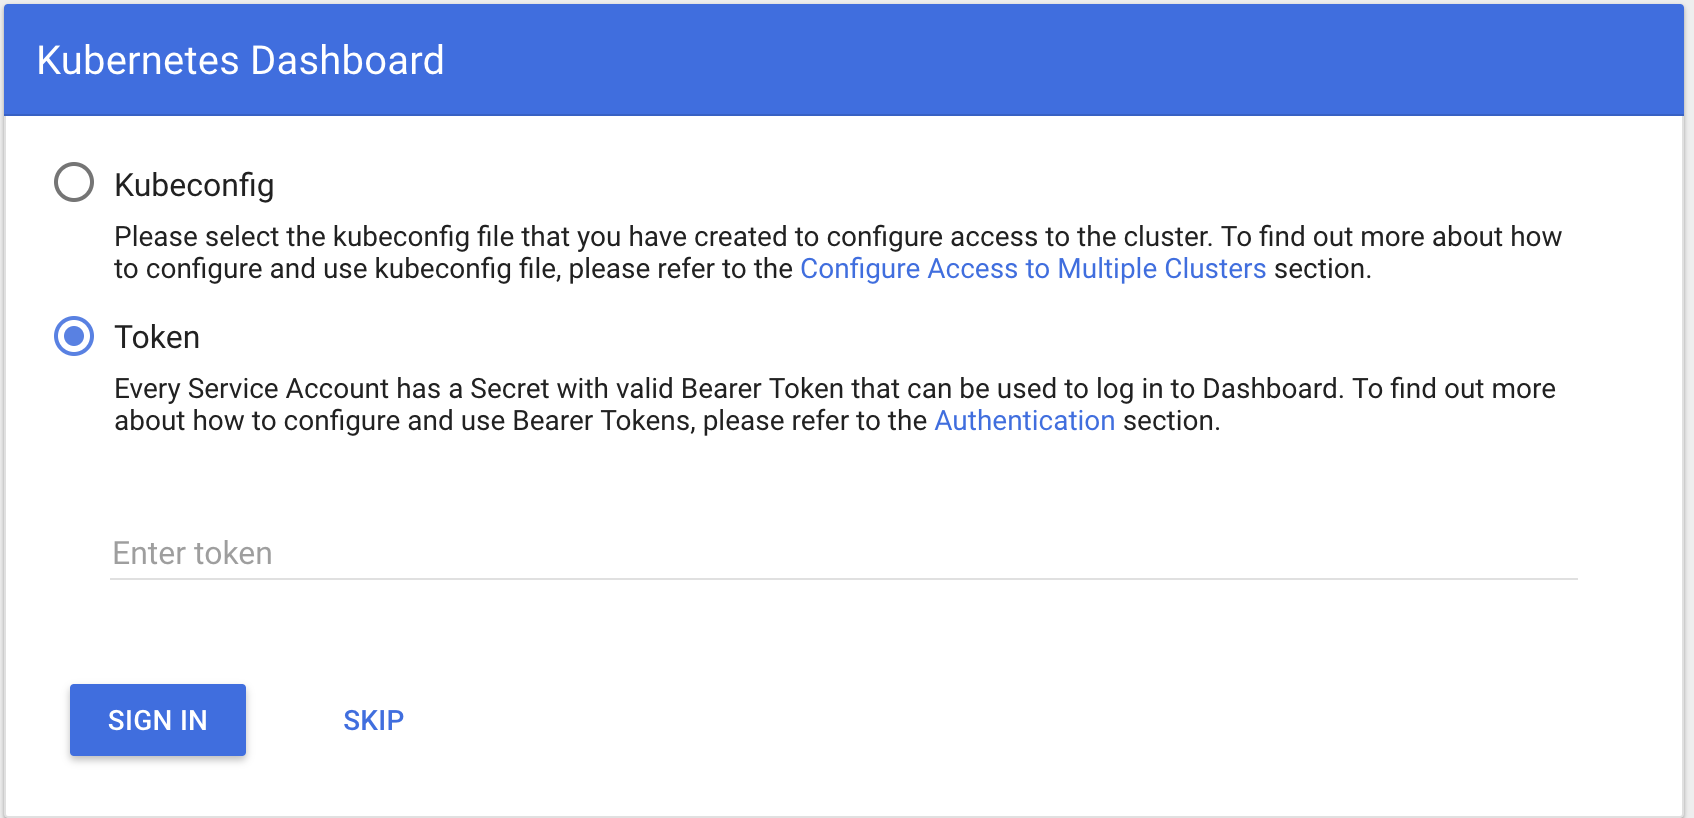 Kubernetes Dashboard
Kubeconfig
Please select the kubeconfig file that you have created to configure access to the cluster. To find out more about how
to configure and use kubeconfig file, please refer to the Configure Access to Multiple Clusters section.
Token
Every Service Account has a Secret with valid Bearer Token that can be used to log in to Dashboard. To find out more
about how to configure and use Bearer Tokens, please refer to the Authentication section.
Enter token
SIGN IN SKIP